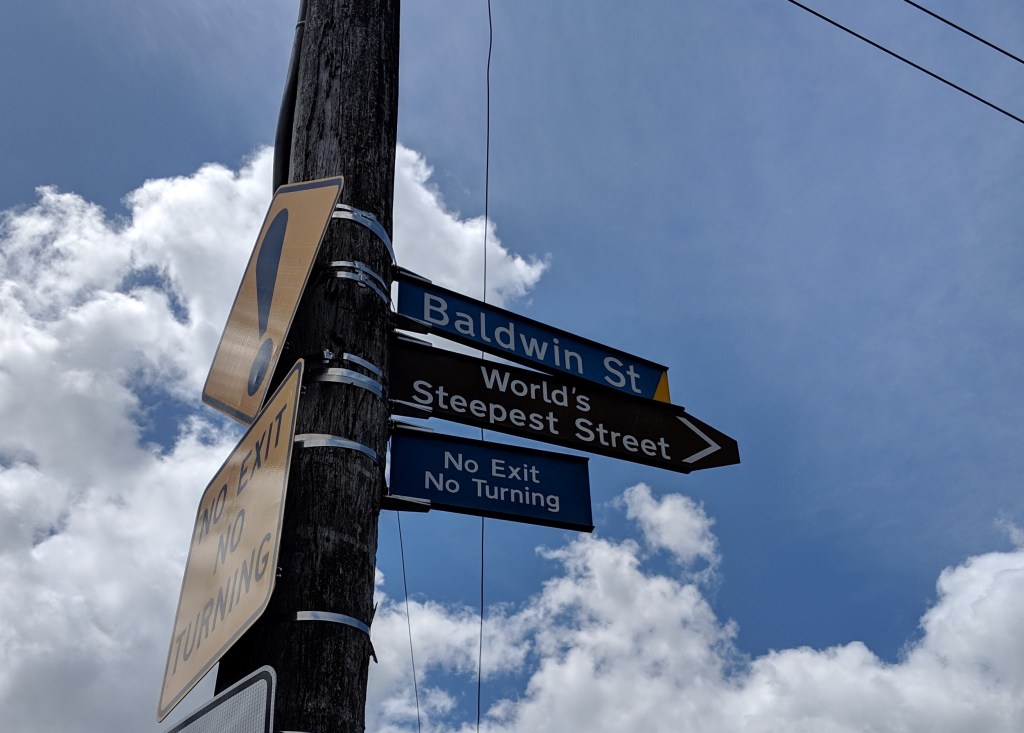 Baldwin St
World's
Steepest Street
No Exit
No Turning
!
NO EXIT
NO
TURNING